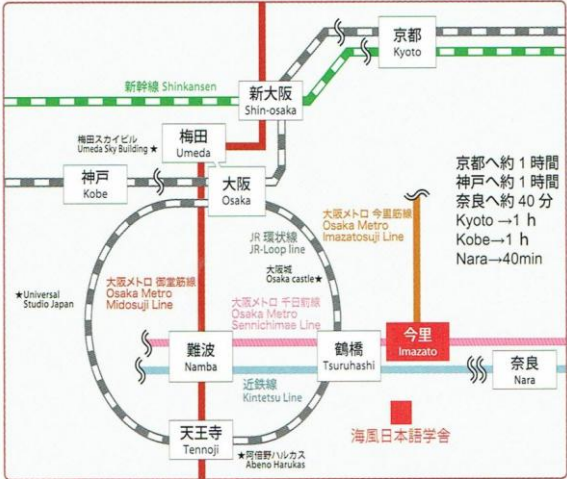 京都
Kyoto
新幹線 Shinkansen
新大阪
Shin-osaka
梅田スカイビル
Umeda Sky Building ★
梅田
Umeda
神戸
Kobe
大阪
Osaka
京都へ約 1 時間
神戸へ約 1 時間
奈良へ約 40 分
Kyoto →1 h
Kobe→1 h
Nara→40min
大阪メトロ 今里筋線
Osaka Metro
Imazatosuji Line
JR 環状線
JR-Loop line
大阪城
Osaka castle★
★Universal
Studio Japan
大阪メトロ 御堂筋線
Osaka Metro
Midosuji Line
大阪メトロ 千日前線
Osaka Metro
Sennichimae Line
難波
Namba
鶴橋
Tsuruhashi
今里
Imazato
奈良
Nara
近鉄線
Kintetsu Line
天王寺
Tennoji
★阿倍野ハルカス
Abeno Harukas
海風日本語学舎